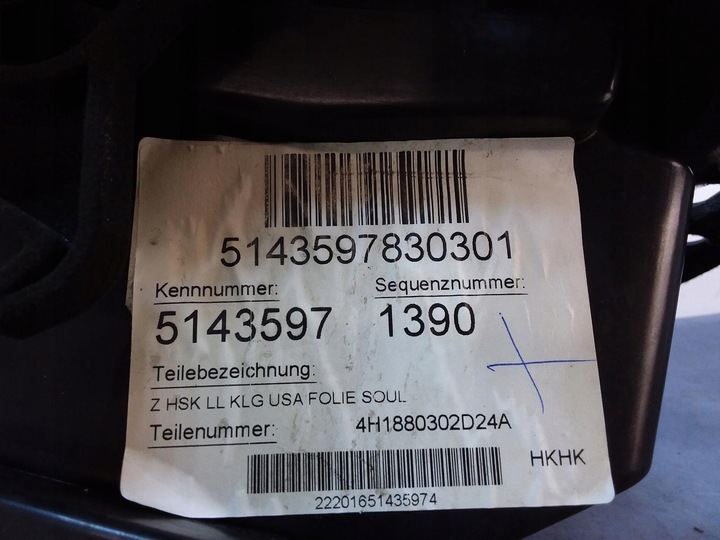 5143597830301
Kennnummer: Sequenznummer:
5143597 1390
Teilebezeichnung:
Z HSK LL KLG USA FOLIE SOUL
Teilenummer: 4H1880302D24A
HKHK
22201651435974